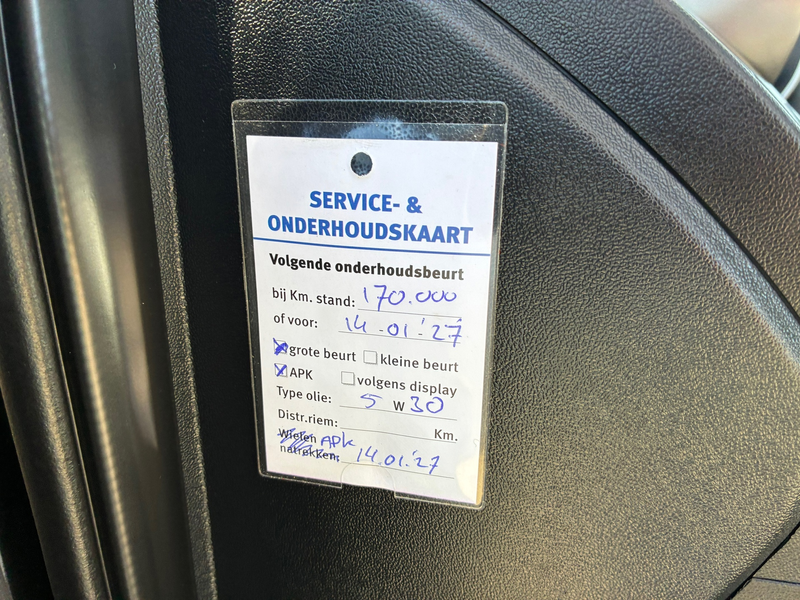 SERVICE- &
ONDERHOUDSKAART
Volgende onderhoudsbeurt
bij Km. stand: 170.000
of voor: 14-01-'27
grote beurt kleine beurt
APK volgens display
Type olie: 5 W 30
Distr.riem: Km.
Wielen APK
natrekken: 14.01.'27